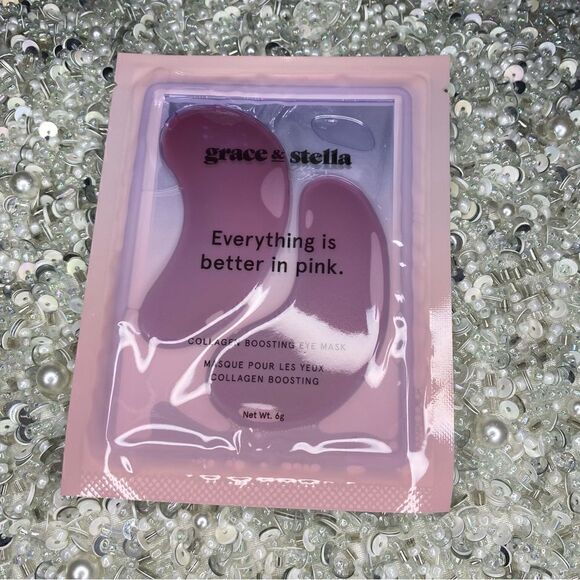 grace & stella
Everything is
better in pink.
COLLAGEN BOOSTING EYE MASK
MASQUE POUR LES YEUX
COLLAGEN BOOSTING
Net Wt. 6g